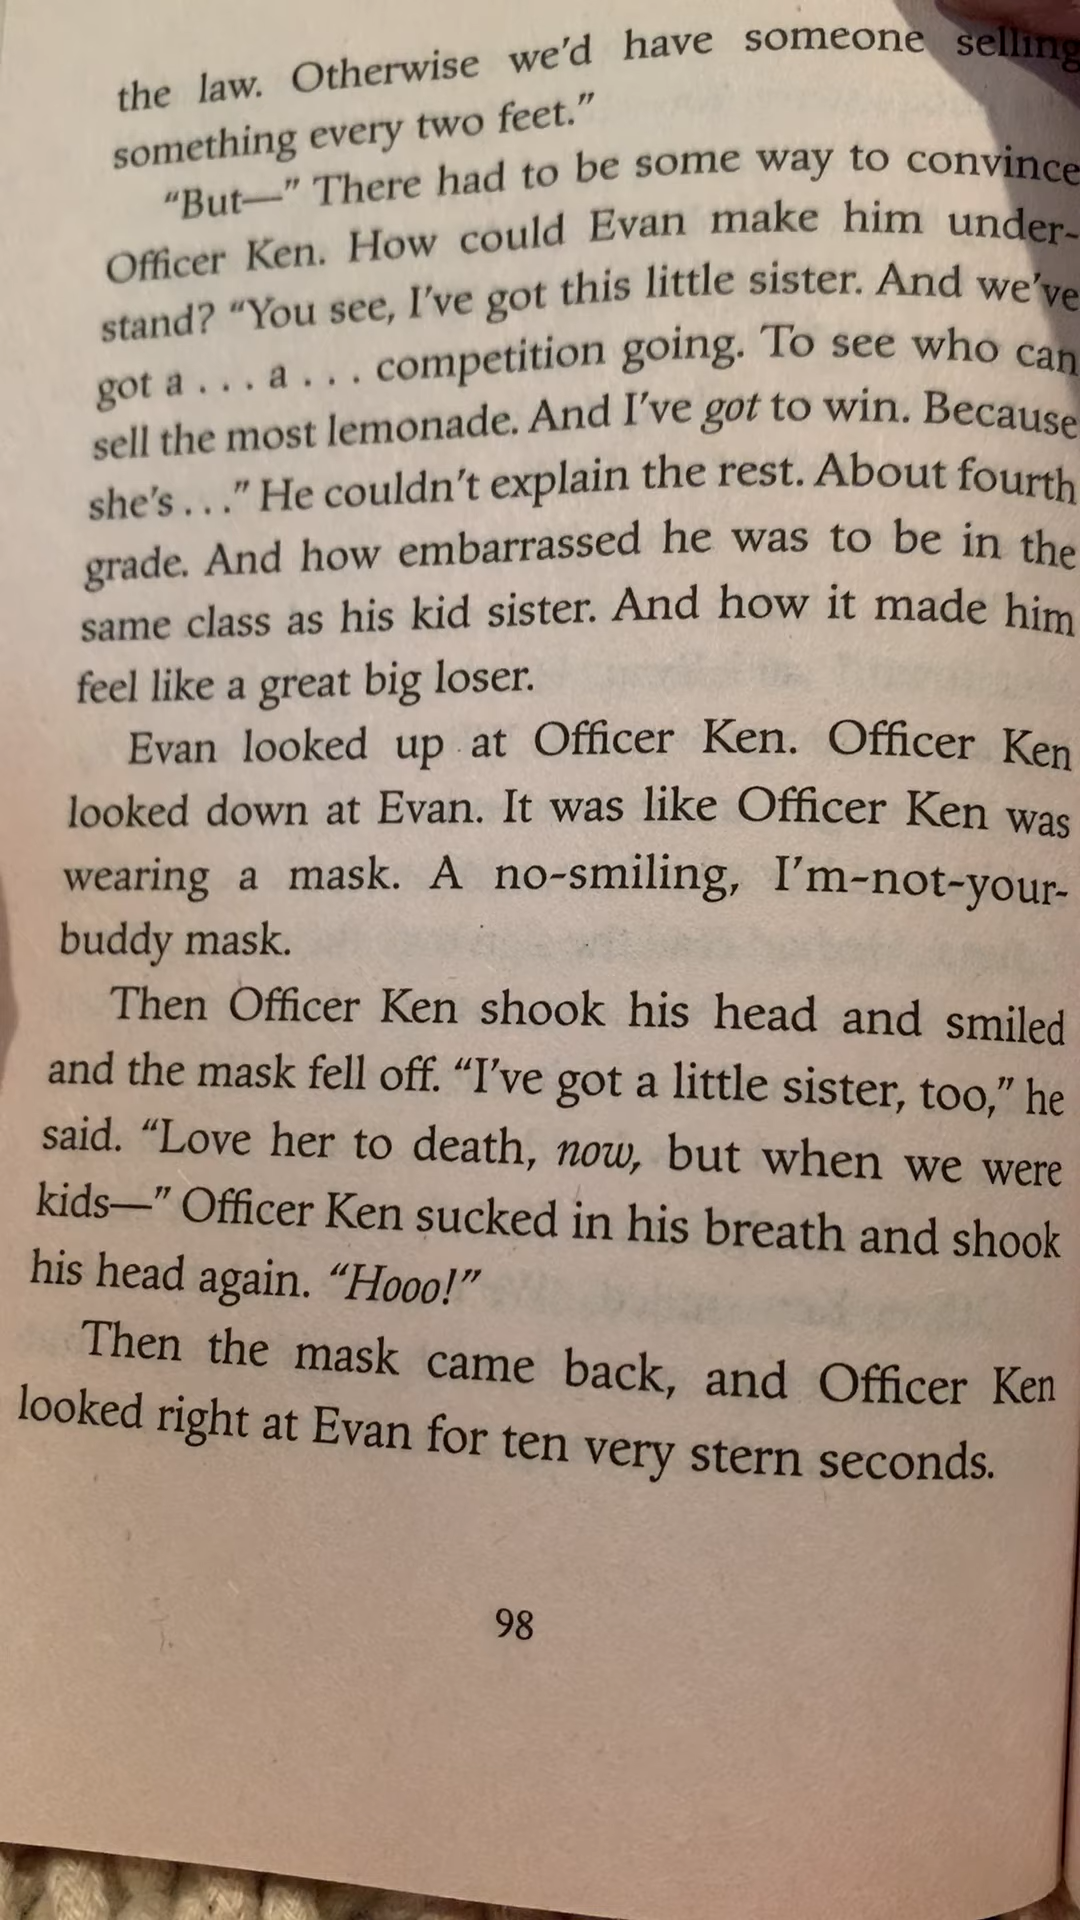 the law. Otherwise we'd have someone selling
something every two feet."
"But—" There had to be some way to convince
Officer Ken. How could Evan make him under-
stand? "You see, I've got this little sister. And we've
got a . . . a . . . competition going. To see who can
sell the most lemonade. And I've got to win. Because
she's . . ." He couldn't explain the rest. About fourth
grade. And how embarrassed he was to be in the
same class as his kid sister. And how it made him
feel like a great big loser.
Evan looked up at Officer Ken. Officer Ken
looked down at Evan. It was like Officer Ken was
wearing a mask. A no-smiling, I'm-not-your-
buddy mask.
Then Officer Ken shook his head and smiled
and the mask fell off. "I've got a little sister, too," he
said. "Love her to death, now, but when we were
kids—" Officer Ken sucked in his breath and shook
his head again. "Hooo!"
Then the mask came back, and Officer Ken
looked right at Evan for ten very stern seconds.
98